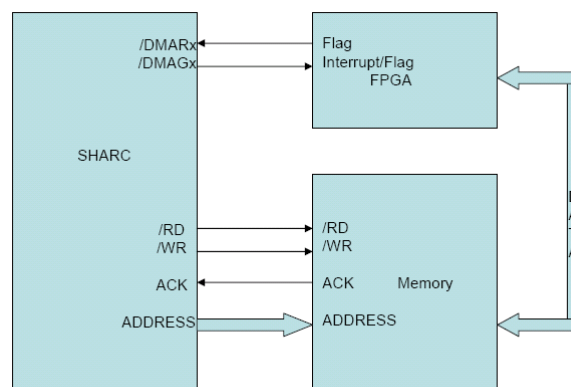 /DMARx
/DMAGx
Flag
Interrupt/Flag
FPGA
SHARC
/RD
/WR
ACK
ADDRESS
/RD
/WR
ACK Memory
ADDRESS